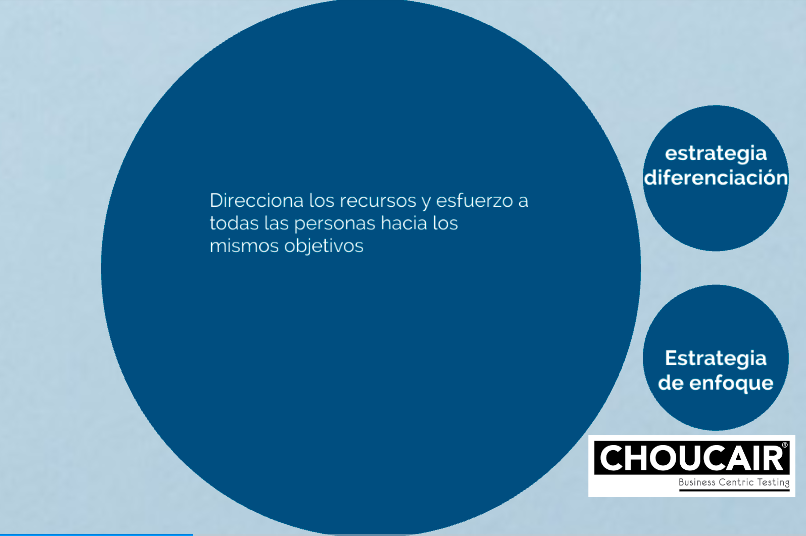 Direcciona los recursos y esfuerzo a
todas las personas hacia los
mismos objetivos
estrategia
diferenciación
Estrategia
de enfoque
CHOUCAIR®
Business Centric Testing